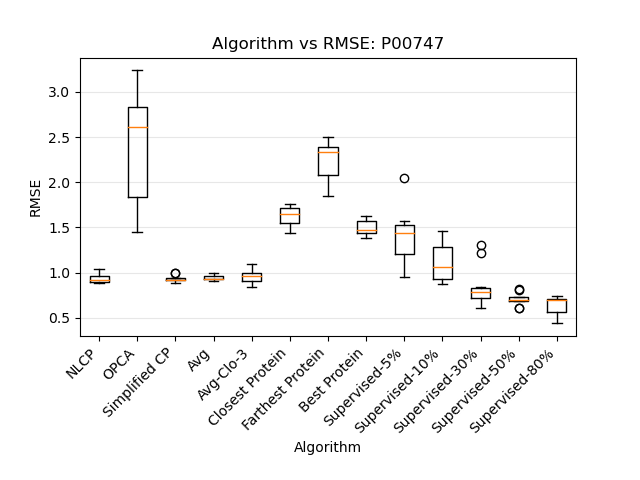 Algorithm vs RMSE: P00747
3.0
2.5
2.0
1.5
1.0
0.5
RMSE
NLCP
OPCA
Simplified CP
Avg
Avg-Clo-3
Closest Protein
Farthest Protein
Best Protein
Supervised-5%
Supervised-10%
Supervised-30%
Supervised-50%
Supervised-80%
Algorithm